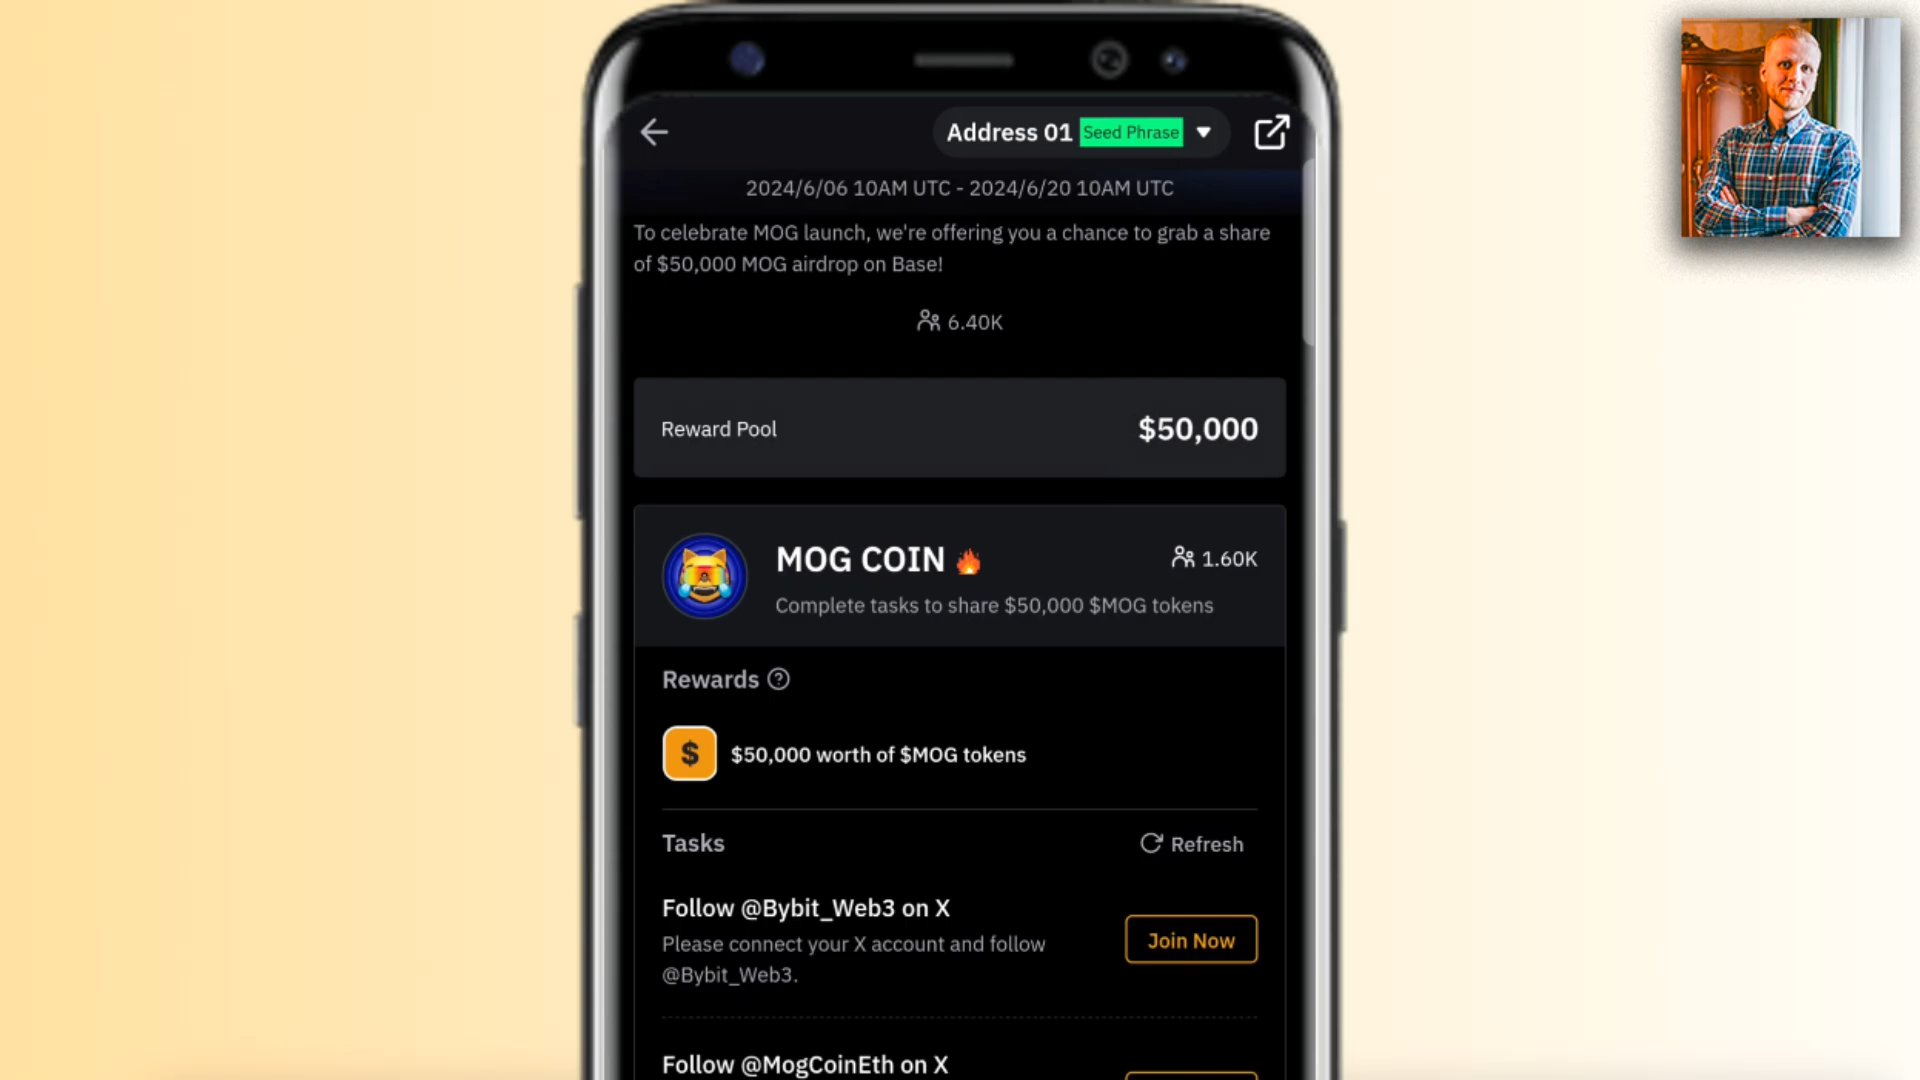 Address 01 Seed Phrase
2024/6/06 10AM UTC - 2024/6/20 10AM UTC
To celebrate MOG launch, we're offering you a chance to grab a share
of $50,000 MOG airdrop on Base!
6.40K
Reward Pool $50,000
MOG COIN 🔥 1.60K
Complete tasks to share $50,000 $MOG tokens
Rewards ?
$ $50,000 worth of $MOG tokens
Tasks Refresh
Follow @Bybit_Web3 on X
Please connect your X account and follow
@Bybit_Web3.
Join Now
Follow @MogCoinEth on X